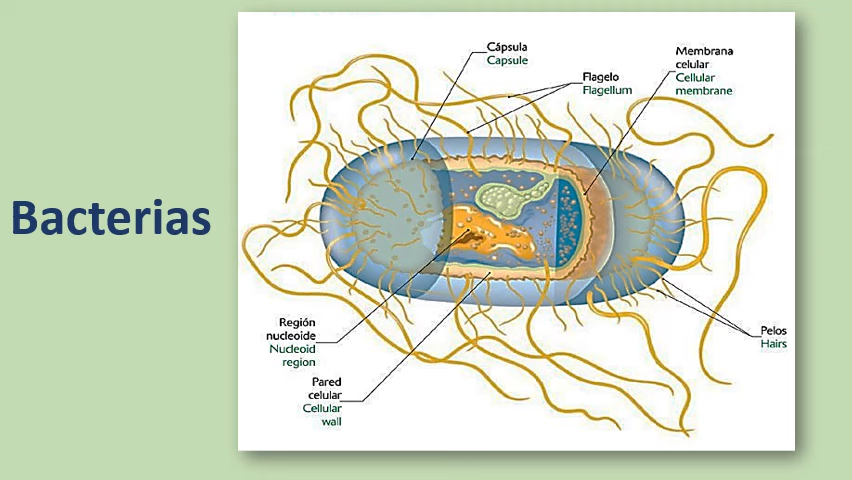 Bacterias
Cápsula
Capsule
Flagelo
Flagellum
Membrana
celular
Cellular
membrane
Región
nucleoide
Nucleoid
region
Pared
celular
Cellular
wall
Pelos
Hairs